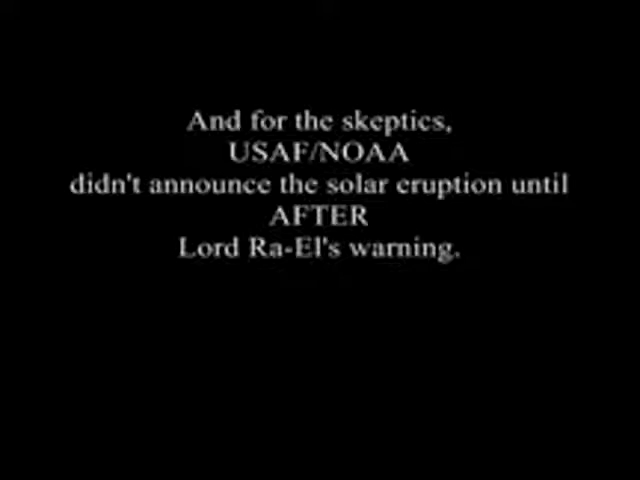 And for the skeptics,
USAF/NOAA
didn't announce the solar eruption until
AFTER
Lord Ra-El's warning.